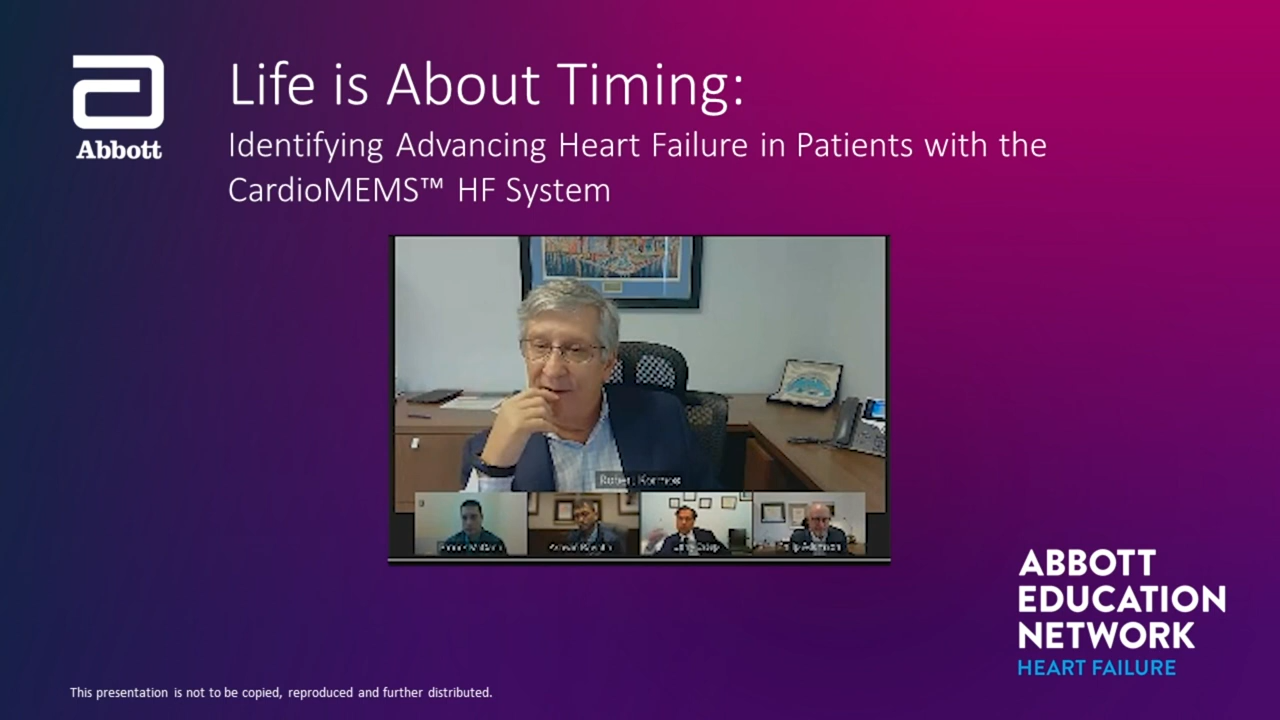 Abbott
Life is About Timing:
Identifying Advancing Heart Failure in Patients with the
CardioMEMS™ HF System
Robert Kormos
ABBOTT
EDUCATION
NETWORK
HEART FAILURE
This presentation is not to be copied, reproduced and further distributed.